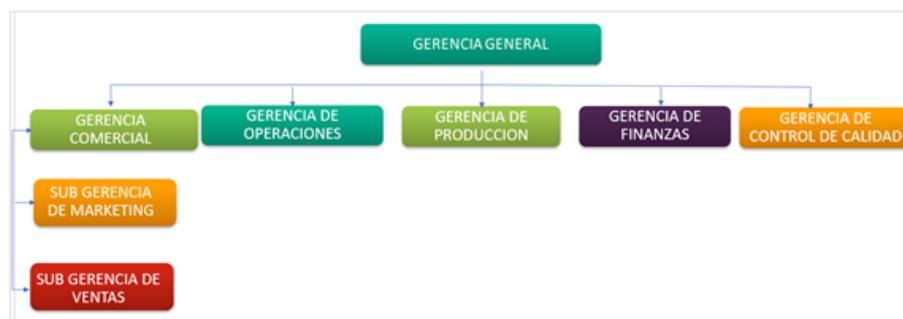 GERENCIA GENERAL
GERENCIA
COMERCIAL
GERENCIA DE
OPERACIONES
GERENCIA DE
PRODUCCION
GERENCIA DE
FINANZAS
GERENCIA DE
CONTROL DE CALIDAD
SUB GERENCIA
DE MARKETING
SUB GERENCIA DE
VENTAS